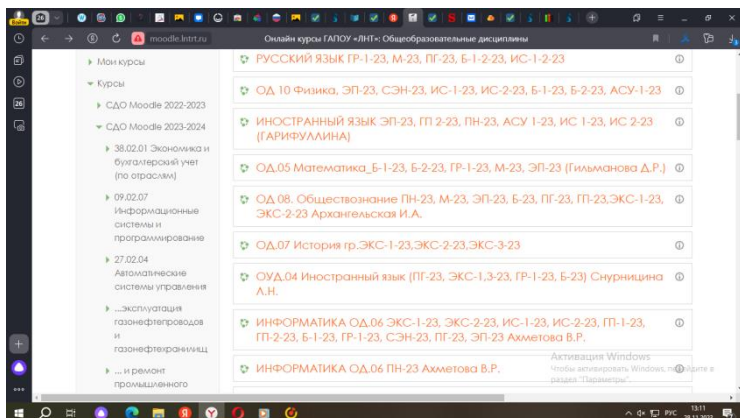 Войти
26
moodle.lntrt.ru
Онлайн курсы ГАПОУ «ЛНТ»: Общеобразовательные дисциплины
26
Мои курсы
Курсы
СДО Moodle 2022-2023
СДО Moodle 2023-2024
38.02.01 Экономика и
бухгалтерский учет
(по отраслям)
09.02.07
Информационные
системы и
программирование
27.02.04
Автоматические
системы управления
...эксплуатация
газонефтепроводов
и
газонефтехранилищ
... и ремонт
промышленного
РУССКИЙ ЯЗЫК ГР-1-23, М-23, ПГ-23, Б-1-2-23, ИС-1-2-23
ОД 10 Физика, ЭП-23, СЭН-23, ИС-1-23, ИС-2-23, Б-1-23, Б-2-23, АСУ-1-23
ИНОСТРАННЫЙ ЯЗЫК ЭП-23, ГП 2-23, ПН-23, АСУ 1-23, ИС 1-23, ИС 2-23
(ГАРИФУЛЛИНА)
ОД.05 Математика_Б-1-23, Б-2-23, ГР-1-23, М-23, ЭП-23 (Гильманова Д.Р.)
ОД 08. Обществознание ПН-23, М-23, ЭП-23, Б-23, ПГ-23, ГП-23,ЭКС-1-23,
ЭКС-2-23 Архангельская И.А.
ОД.07 История гр.ЭКС-1-23,ЭКС-2-23,ЭКС-3-23
ОУД.04 Иностранный язык (ПГ-23, ЭКС-1,3-23, ГР-1-23, Б-23) Снурницина
Л.Н.
ИНФОРМАТИКА ОД.06 ЭКС-1-23, ЭКС-2-23, ИС-1-23, ИС-2-23, ГП-1-23,
ГП-2-23, Б-1-23, ГР-1-23, СЭН-23, ПГ-23, ЭП-23 Ахметова В.Р.
ИНФОРМАТИКА ОД.06 ПН-23 Ахметова В.Р.
Активация Windows
Чтобы активировать Windows, перейдите в
раздел "Параметры".
РУС
13:11
28.11.2023